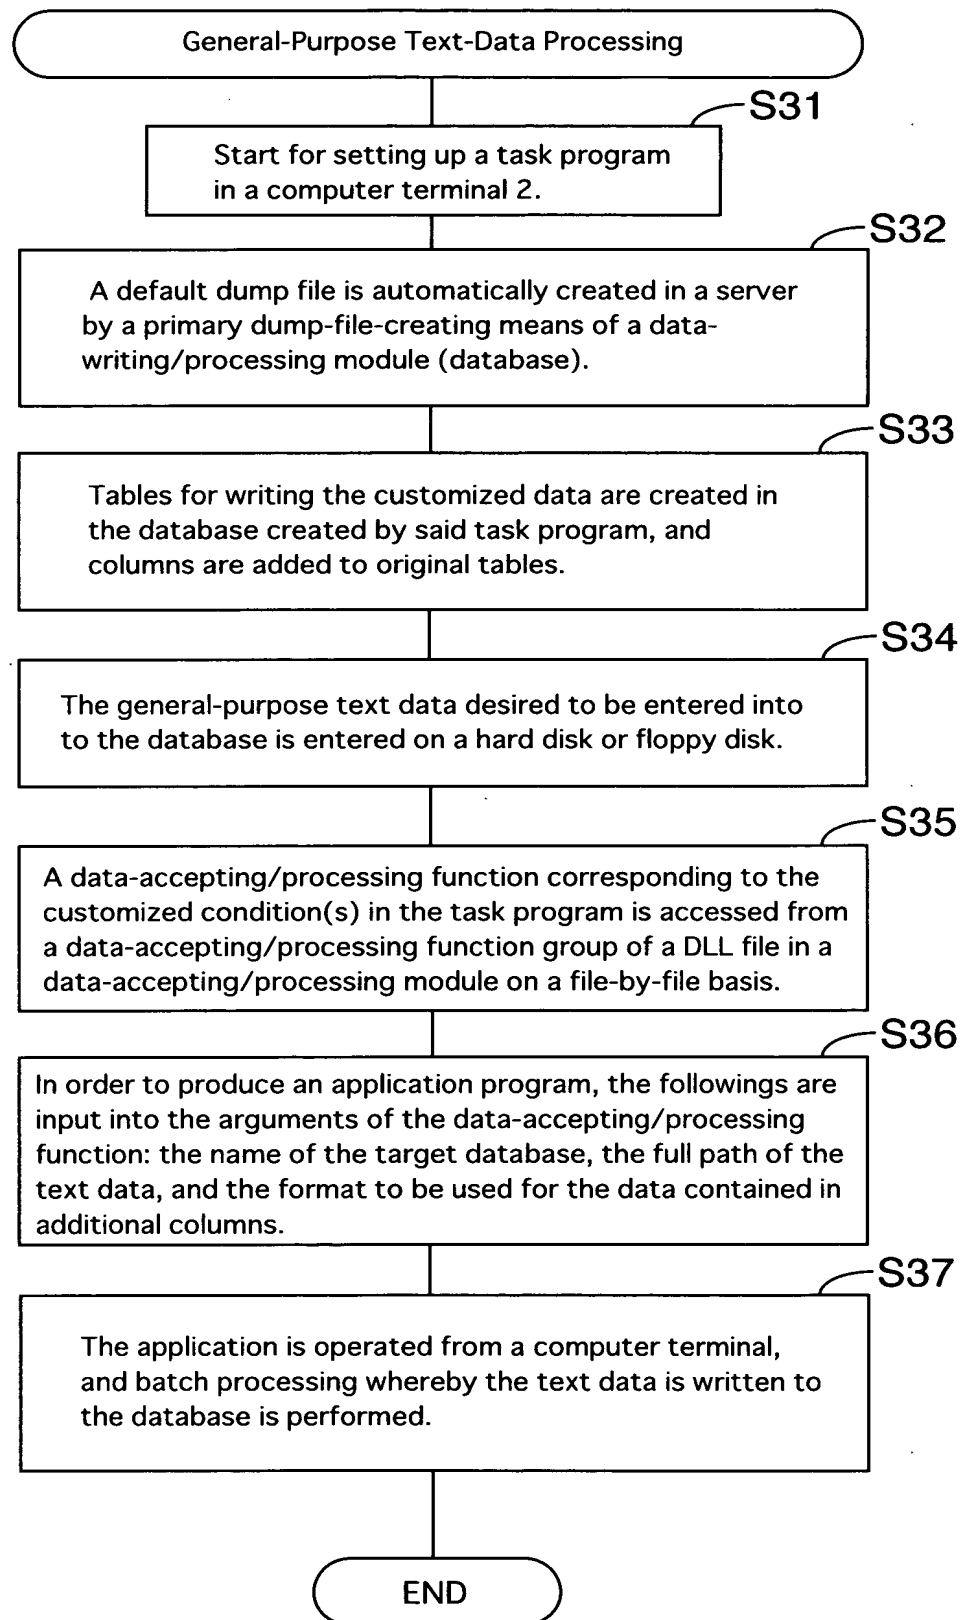 General-Purpose Text-Data Processing
S31
Start for setting up a task program
in a computer terminal 2.
S32
A default dump file is automatically created in a server
by a primary dump-file-creating means of a data-
writing/processing module (database).
S33
Tables for writing the customized data are created in
the database created by said task program, and
columns are added to original tables.
S34
The general-purpose text data desired to be entered into
to the database is entered on a hard disk or floppy disk.
S35
A data-accepting/processing function corresponding to the
customized condition(s) in the task program is accessed from
a data-accepting/processing function group of a DLL file in a
data-accepting/processing module on a file-by-file basis.
S36
In order to produce an application program, the followings are
input into the arguments of the data-accepting/processing
function: the name of the target database, the full path of the
text data, and the format to be used for the data contained in
additional columns.
S37
The application is operated from a computer terminal,
and batch processing whereby the text data is written to
the database is performed.
END